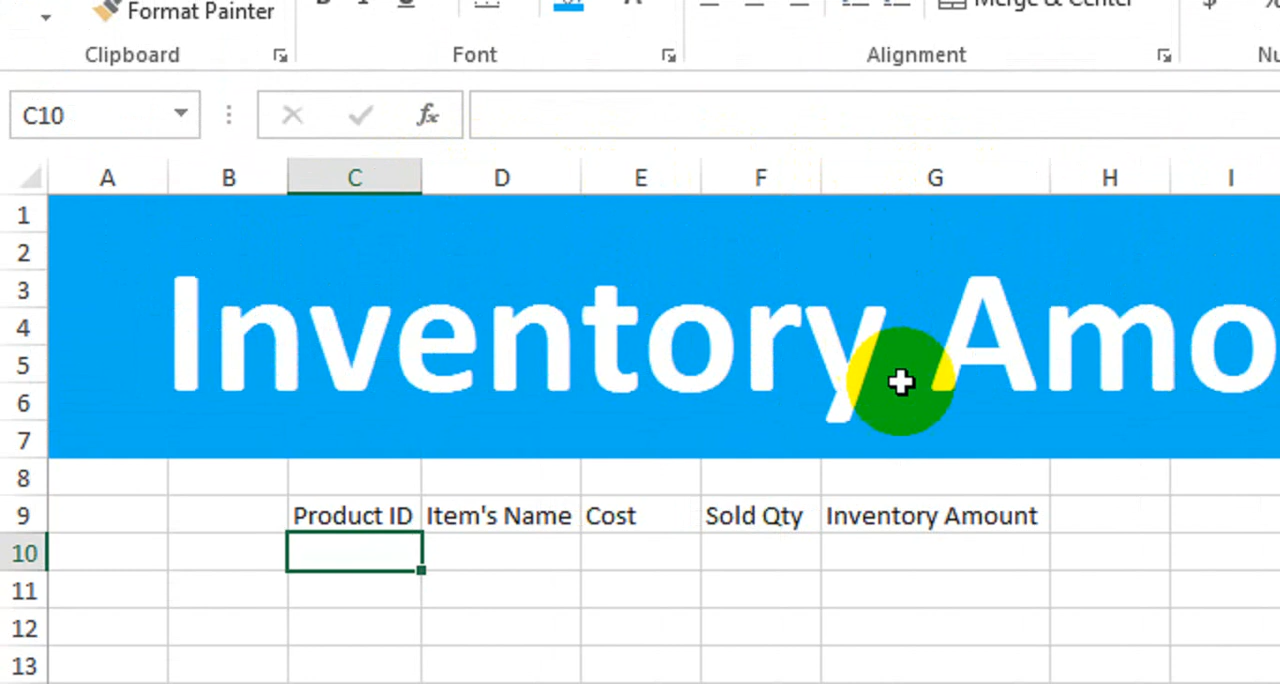 Format Painter
Clipboard Font Alignment
C10 fx
A B C D E F G H I
1
2
3
4
5
6
7
Inventory
8
9 Product ID Item's Name Cost Sold Qty Inventory Amount
10
11
12
13